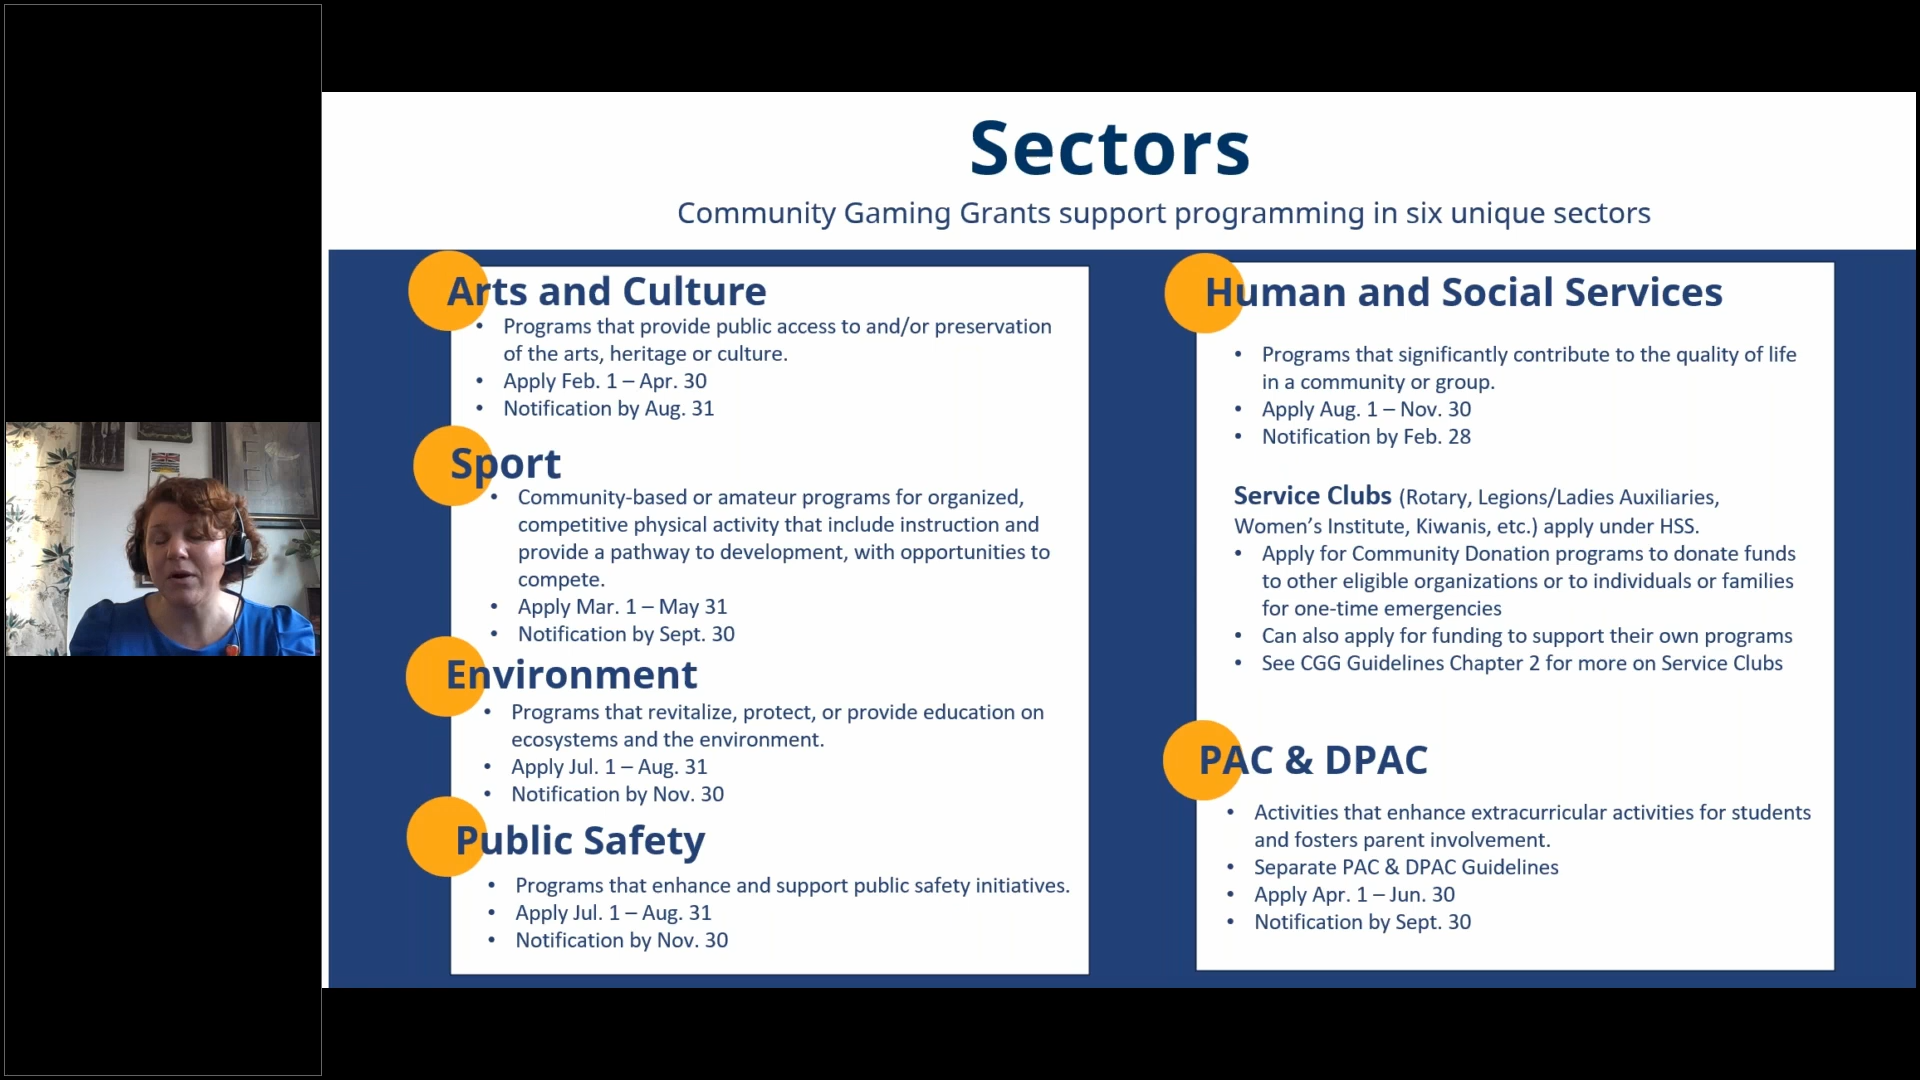 Sectors
Community Gaming Grants support programming in six unique sectors
Arts and Culture
• Programs that provide public access to and/or preservation
of the arts, heritage or culture.
• Apply Feb. 1 – Apr. 30
• Notification by Aug. 31
Sport
• Community-based or amateur programs for organized,
competitive physical activity that include instruction and
provide a pathway to development, with opportunities to
compete.
• Apply Mar. 1 – May 31
• Notification by Sept. 30
Environment
• Programs that revitalize, protect, or provide education on
ecosystems and the environment.
• Apply Jul. 1 – Aug. 31
• Notification by Nov. 30
Public Safety
• Programs that enhance and support public safety initiatives.
• Apply Jul. 1 – Aug. 31
• Notification by Nov. 30
Human and Social Services
• Programs that significantly contribute to the quality of life
in a community or group.
• Apply Aug. 1 – Nov. 30
• Notification by Feb. 28
Service Clubs (Rotary, Legions/Ladies Auxiliaries,
Women’s Institute, Kiwanis, etc.) apply under HSS.
• Apply for Community Donation programs to donate funds
to other eligible organizations or to individuals or families
for one-time emergencies
• Can also apply for funding to support their own programs
• See CGG Guidelines Chapter 2 for more on Service Clubs
PAC & DPAC
• Activities that enhance extracurricular activities for students
and fosters parent involvement.
• Separate PAC & DPAC Guidelines
• Apply Apr. 1 – Jun. 30
• Notification by Sept. 30